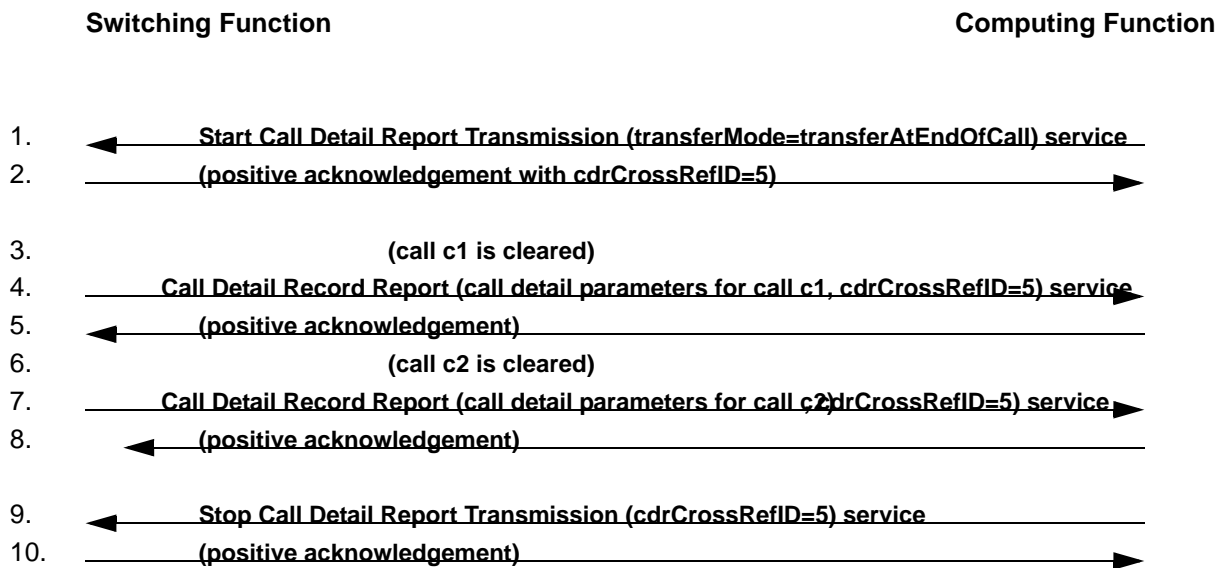 Switching Function Computing Function
1. Start Call Detail Report Transmission (transferMode=transferAtEndOfCall) service
2. (positive acknowledgement with cdrCrossRefID=5)
3. (call c1 is cleared)
4. Call Detail Record Report (call detail parameters for call c1, cdrCrossRefID=5) service
5. (positive acknowledgement)
6. (call c2 is cleared)
7. Call Detail Record Report (call detail parameters for call c2), cdrCrossRefID=5) service
8. (positive acknowledgement)
9. Stop Call Detail Report Transmission (cdrCrossRefID=5) service
10. (positive acknowledgement)